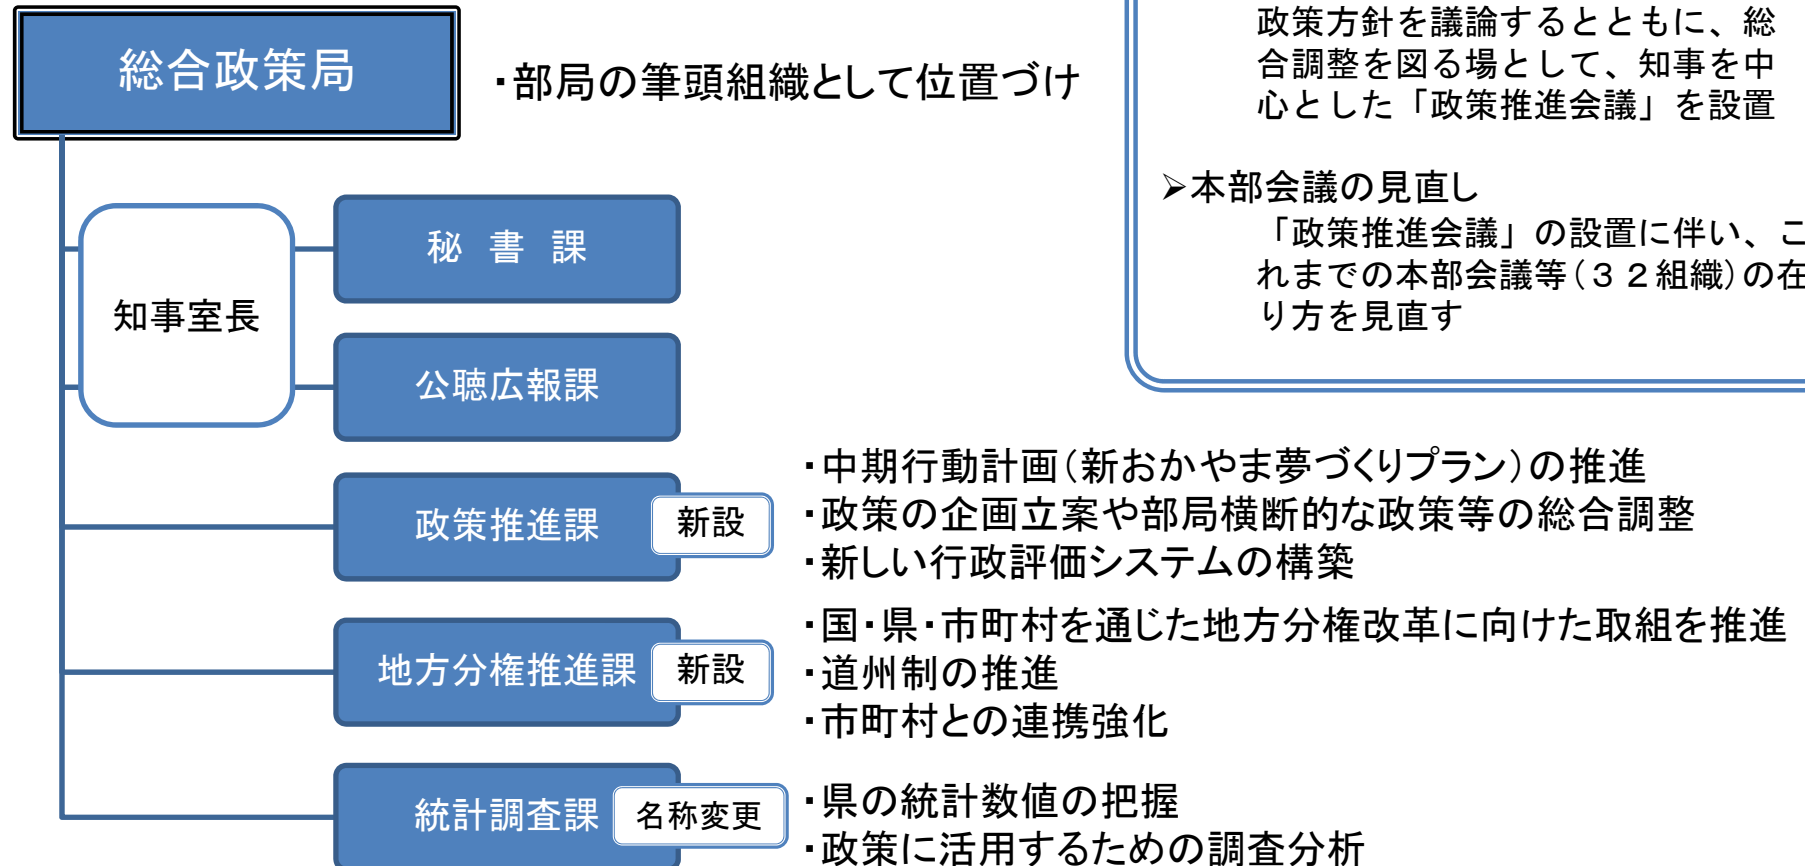 総合政策局
・部局の筆頭組織として位置づけ
政策方針を議論するとともに、総
合調整を図る場として、知事を中
心とした「政策推進会議」を設置
➢本部会議の見直し
「政策推進会議」の設置に伴い、こ
れまでの本部会議等(３２組織)の在
り方を見直す
知事室長
秘 書 課
公聴広報課
政策推進課
新設
・中期行動計画(新おかやま夢づくりプラン)の推進
・政策の企画立案や部局横断的な政策等の総合調整
・新しい行政評価システムの構築
地方分権推進課
新設
・国・県・市町村を通じた地方分権改革に向けた取組を推進
・道州制の推進
・市町村との連携強化
統計調査課
名称変更
・県の統計数値の把握
・政策に活用するための調査分析